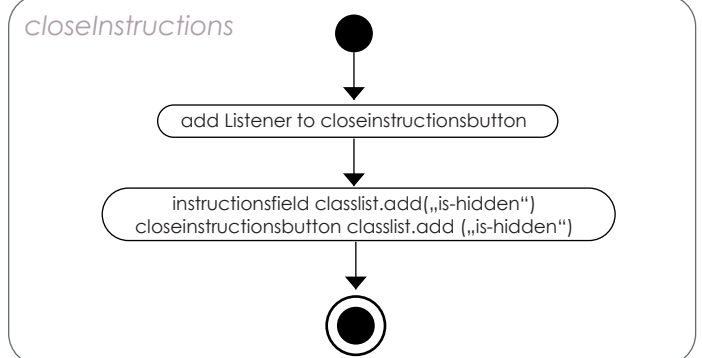 closeInstructions
add Listener to closeinstructionsbutton
instructionsfield classlist.add(„is-hidden“)
closeinstructionsbutton classlist.add („is-hidden“)